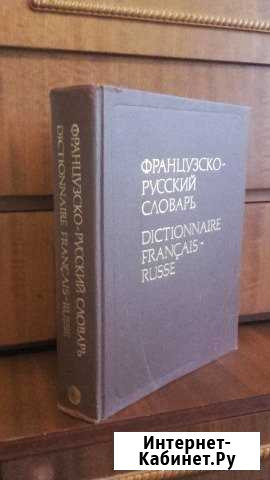 ФРАНЦУЗСКО-РУССКИЙ СЛОВАРЬ
DICTIONNAIRE FRANÇAIS-RUSSE
ФРАНЦУЗСКО-
РУССКИЙ
СЛОВАРЬ
DICTIONNAIRE
FRANÇAIS-
RUSSE
Интернет-
Кабинет.Ру